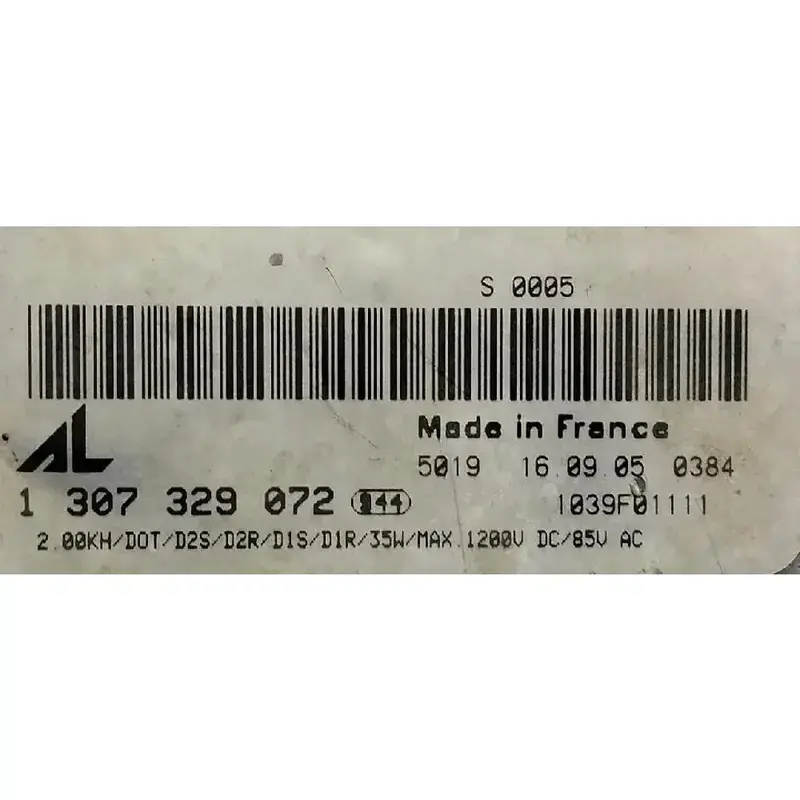 S 0005
AL
Made in France
5019 16.09.05 0384
1 307 329 072 944
1039F01111
2.00KH/DOT/D2S/D2R/D1S/D1R/35W/MAX.1200V DC/85V AC